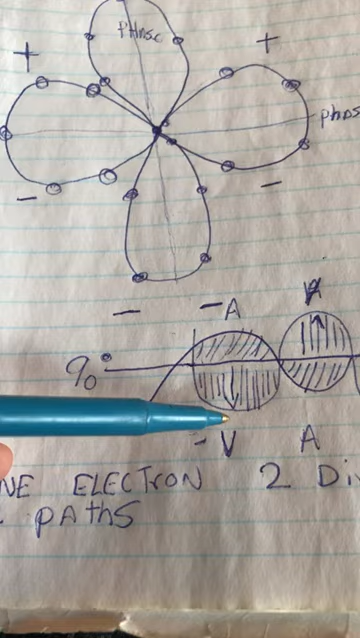 Phase
+ +
phas
- -
- -A
90°
-V A
NE ELECTRON 2 Di
PATHS